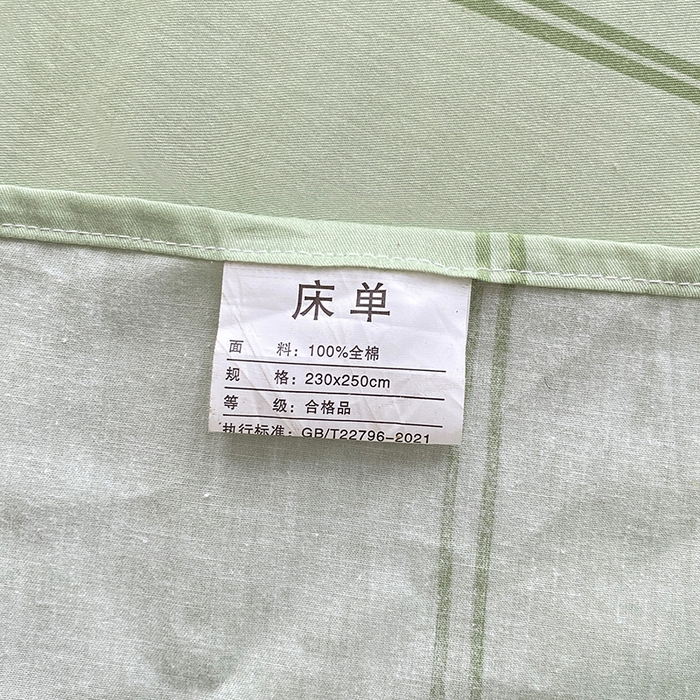 床单
面 料：100%全棉
规 格：230x250cm
等 级：合格品
执行标准：GB/T22796-2021